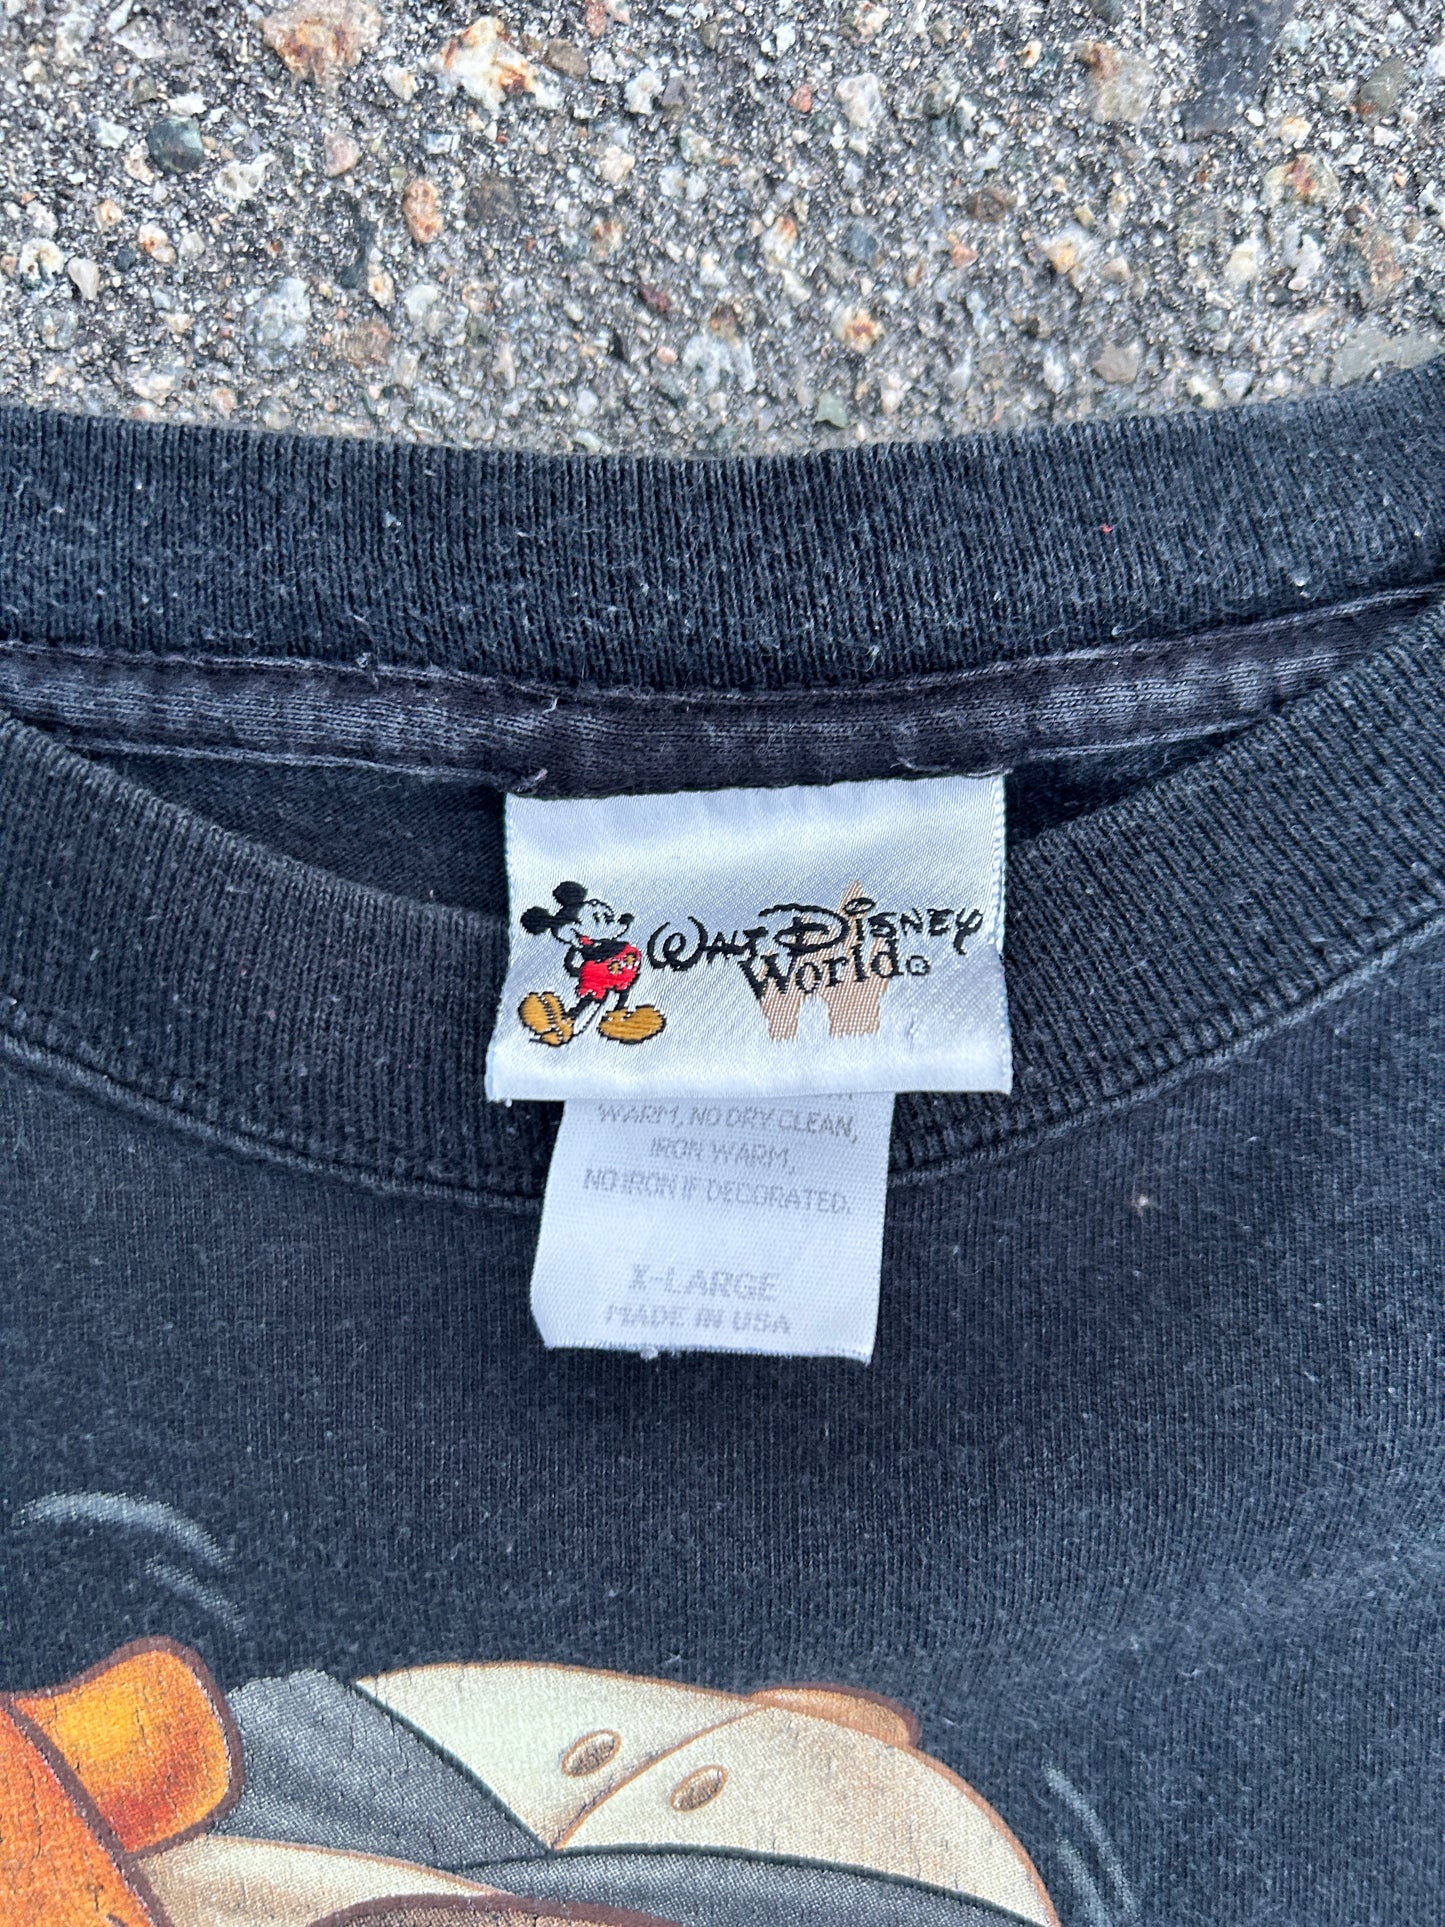 Walt Disney
World®
WARM, NO DRY CLEAN,
IRON WARM,
NO IRON IF DECORATED.
X-LARGE
MADE IN USA